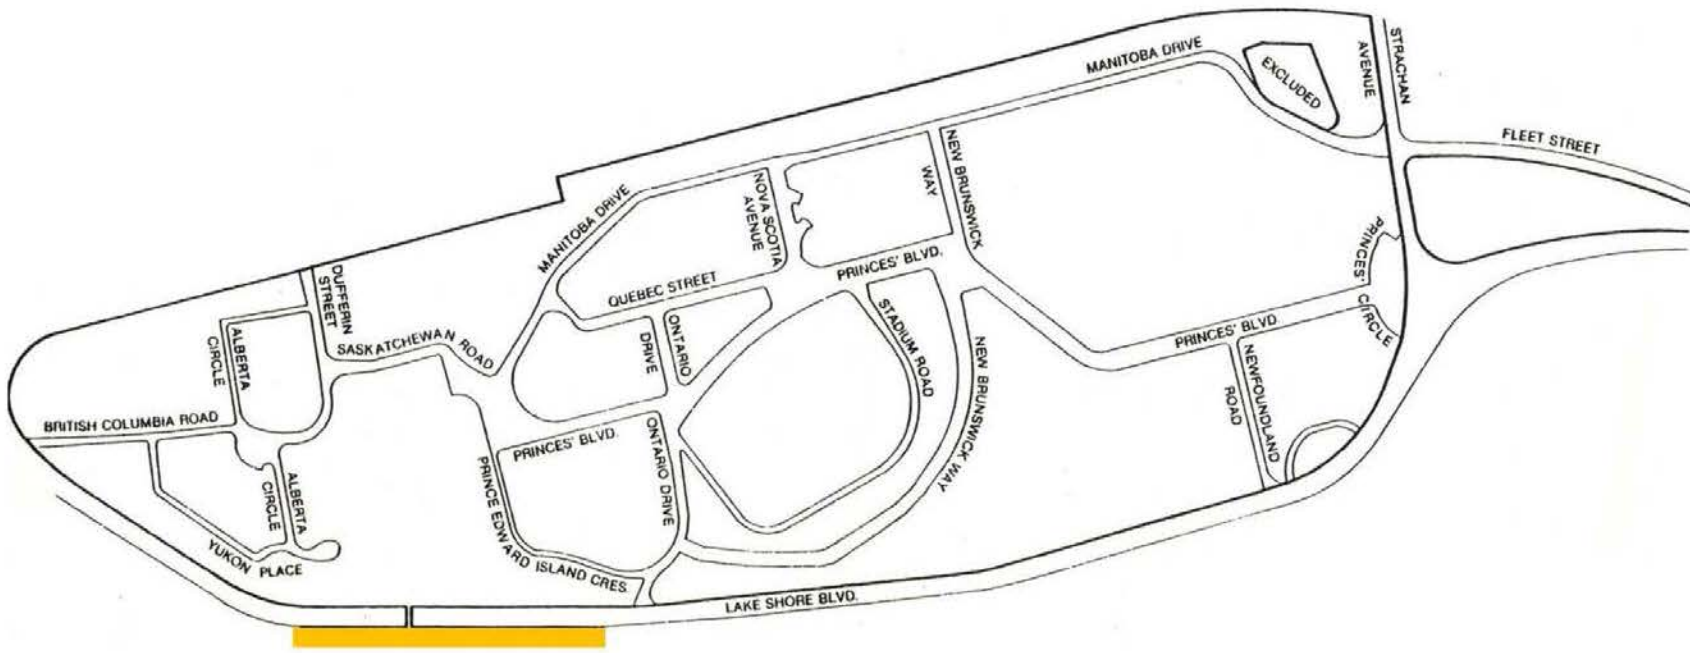 MANITOBA DRIVE
EXCLUDED
STRACHAN
AVENUE
FLEET STREET
NEW BRUNSWICK
WAY
NOVA SCOTIA
AVENUE
MANITOBA DRIVE
PRINCES'
CIRCLE
PRINCES' BLVD.
QUEBEC STREET
DUFFERIN
STREET
SASKATCHEWAN ROAD
ONTARIO
DRIVE
STADIUM ROAD
NEW BRUNSWICK WAY
PRINCES' BLVD
NEWFOUNDLAND
ROAD
ALBERTA
CIRCLE
BRITISH COLUMBIA ROAD
PRINCES' BLVD.
ONTARIO DRIVE
PRINCE EDWARD ISLAND CRES.
ALBERTA
CIRCLE
YUKON PLACE
LAKE SHORE BLVD.